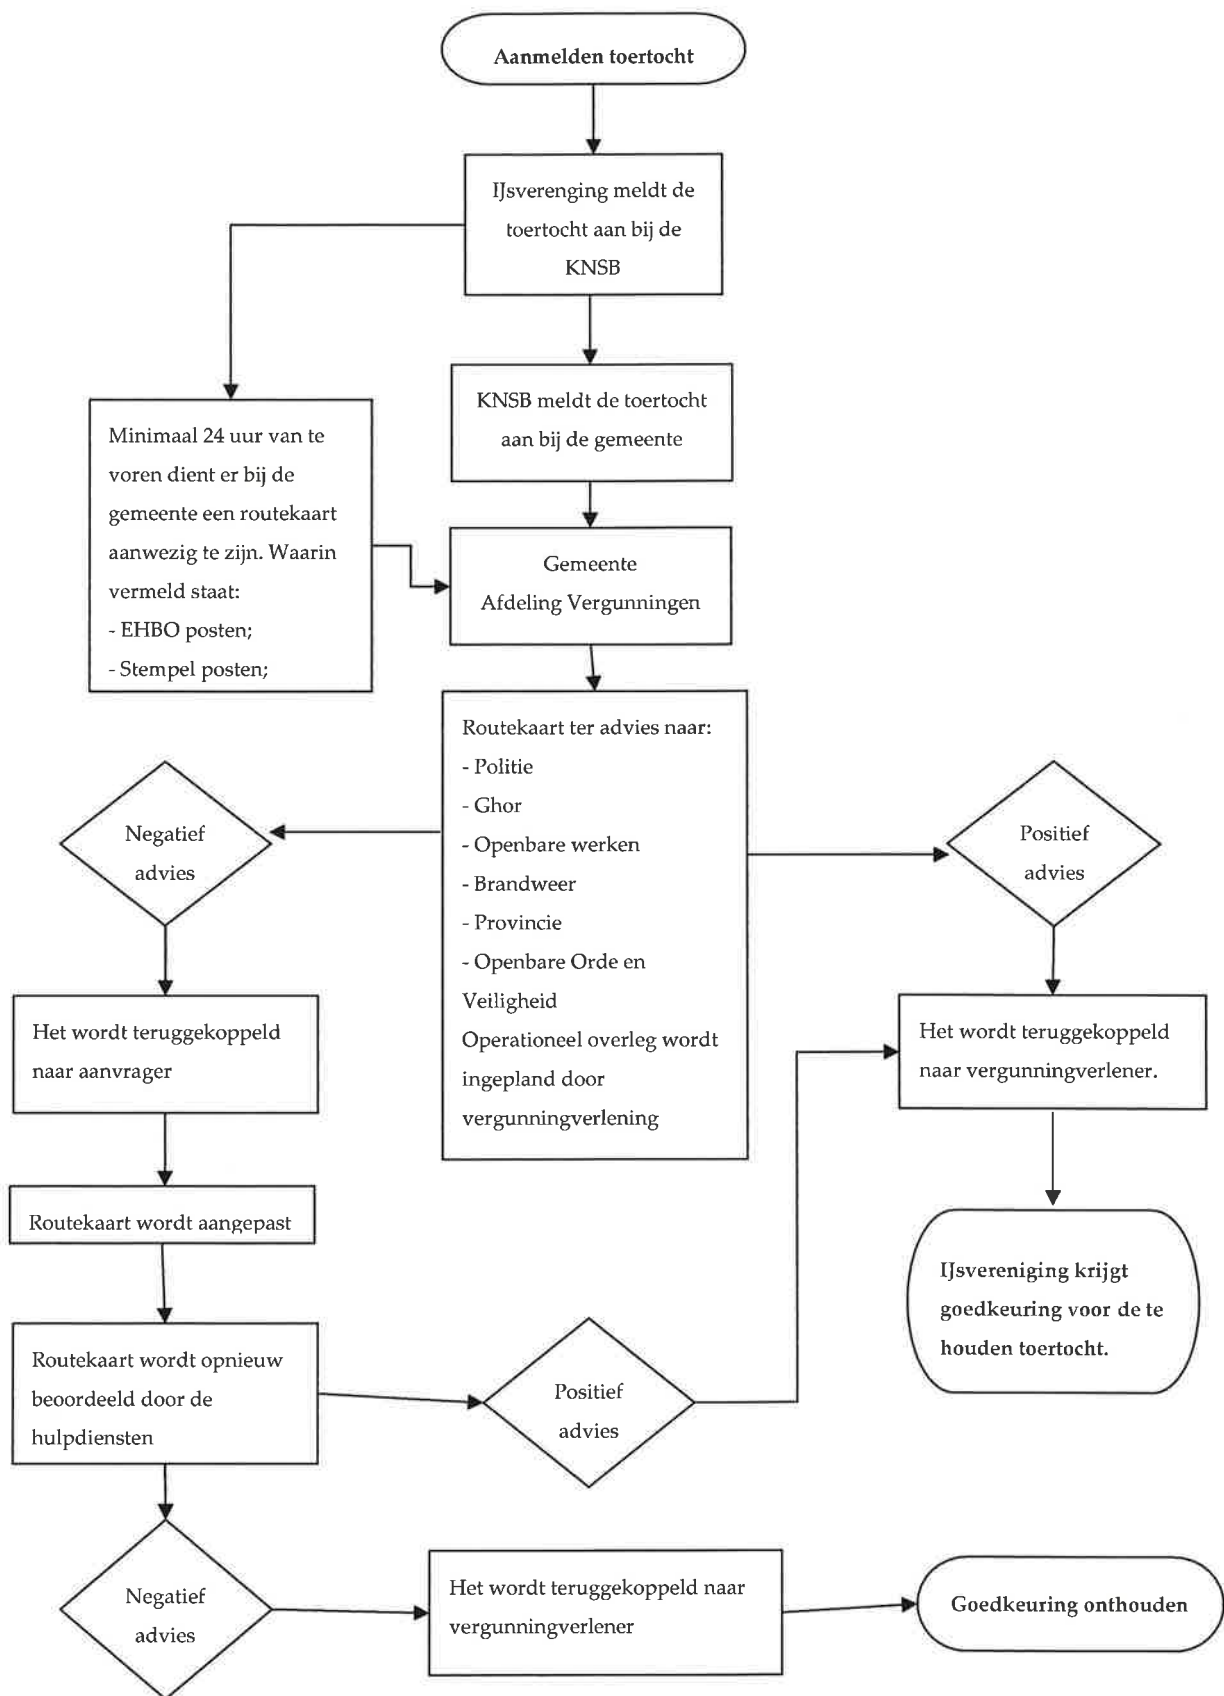 Aanmelden toertocht
IJsverenging meldt de
toertocht aan bij de
KNSB
KNSB meldt de toertocht
aan bij de gemeente
Minimaal 24 uur van te
voren dient er bij de
gemeente een routekaart
aanwezig te zijn. Waarin
vermeld staat:
- EHBO posten;
- Stempel posten;
Gemeente
Afdeling Vergunningen
Routekaart ter advies naar:
- Politie
- Ghor
- Openbare werken
- Brandweer
- Provincie
- Openbare Orde en
Veiligheid
Operationeel overleg wordt
ingepland door
vergunningverlening
Negatief
advies
Positief
advies
Het wordt teruggekoppeld
naar aanvrager
Het wordt teruggekoppeld
naar vergunningverlener.
Routekaart wordt aangepast
IJsvereniging krijgt
goedkeuring voor de te
houden toertocht.
Routekaart wordt opnieuw
beoordeeld door de
hulpdiensten
Positief
advies
Negatief
advies
Het wordt teruggekoppeld naar
vergunningverlener
Goedkeuring onthouden